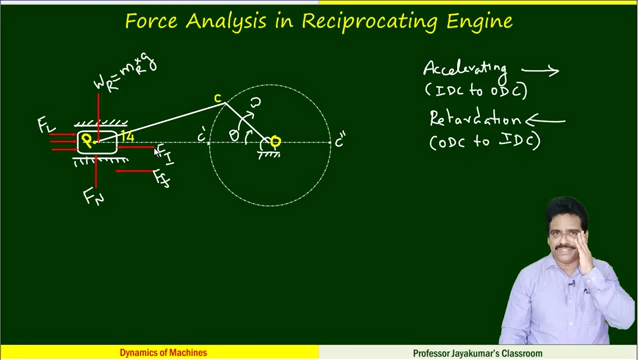 Force Analysis in Reciprocating Engine
W_R = m_R × g
F_L
P
14
F_I
F_f
F_N
C
ω
θ
C'
O
C"
Accelerating →
(IDC to ODC)
Retardation ←
(ODC to IDC)
Dynamics of Machines
Professor Jayakumar's Classroom